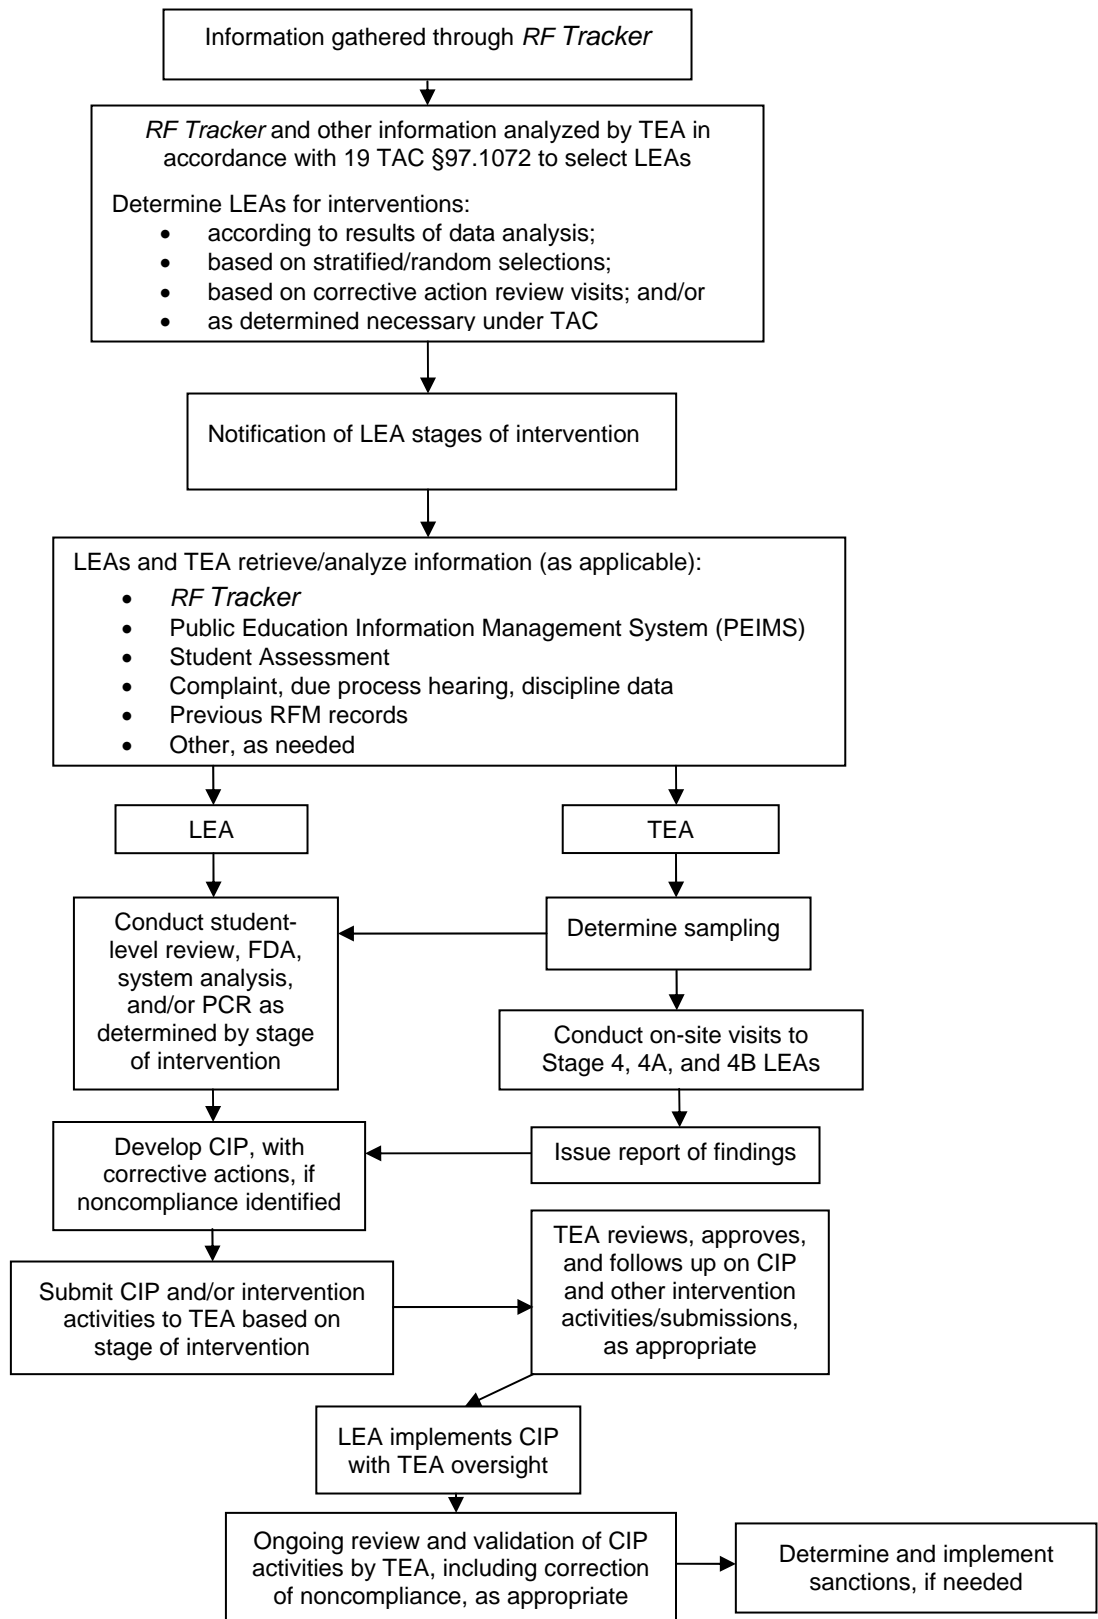 Information gathered through RF Tracker
RF Tracker and other information analyzed by TEA in
accordance with 19 TAC §97.1072 to select LEAs
Determine LEAs for interventions:
• according to results of data analysis;
• based on stratified/random selections;
• based on corrective action review visits; and/or
• as determined necessary under TAC
Notification of LEA stages of intervention
LEAs and TEA retrieve/analyze information (as applicable):
• RF Tracker
• Public Education Information Management System (PEIMS)
• Student Assessment
• Complaint, due process hearing, discipline data
• Previous RFM records
• Other, as needed
LEA
TEA
Conduct student-
level review, FDA,
system analysis,
and/or PCR as
determined by stage
of intervention
Determine sampling
Conduct on-site visits to
Stage 4, 4A, and 4B LEAs
Develop CIP, with
corrective actions, if
noncompliance identified
Issue report of findings
Submit CIP and/or intervention
activities to TEA based on
stage of intervention
TEA reviews, approves,
and follows up on CIP
and other intervention
activities/submissions,
as appropriate
LEA implements CIP
with TEA oversight
Ongoing review and validation of CIP
activities by TEA, including correction
of noncompliance, as appropriate
Determine and implement
sanctions, if needed